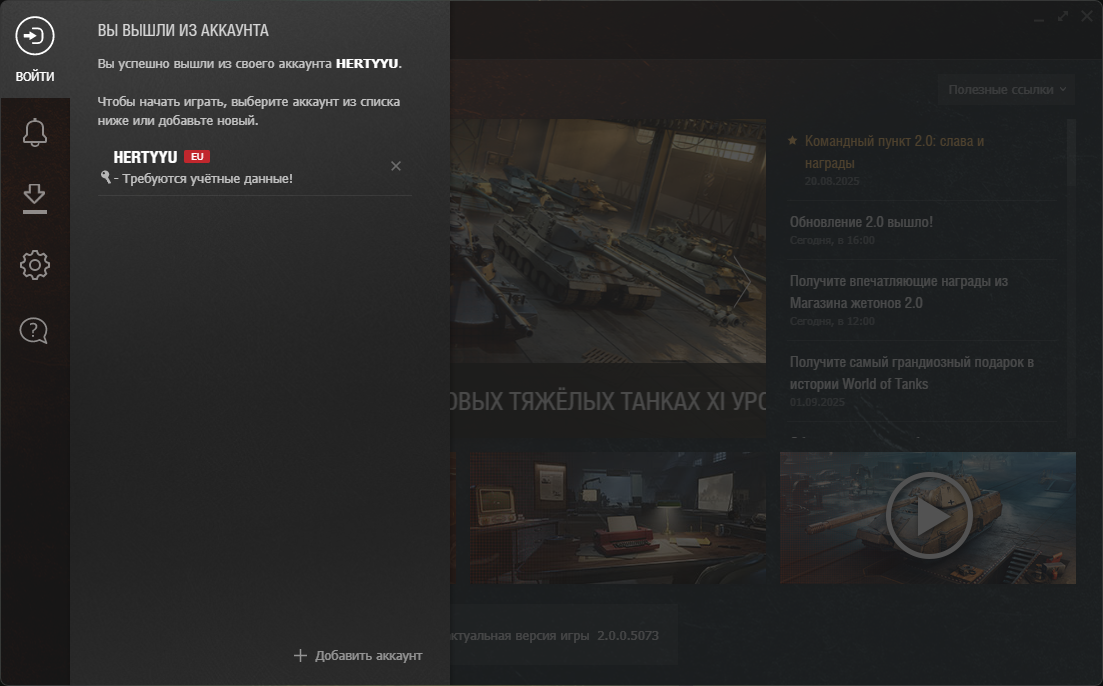 ВОЙТИ
ВЫ ВЫШЛИ ИЗ АККАУНТА
Вы успешно вышли из своего аккаунта HERTYYU.
Чтобы начать играть, выберите аккаунт из списка
ниже или добавьте новый.
HERTYYU EU
- Требуются учётные данные!
Добавить аккаунт
Полезные ссылки
Командный пункт 2.0: слава и
награды
20.08.2025
Обновление 2.0 вышло!
Сегодня, в 16:00
Получите впечатляющие награды из
Магазина жетонов 2.0
Сегодня, в 12:00
Получите самый грандиозный подарок в
истории World of Tanks
01.09.2025
ОВЫХ ТЯЖЁЛЫХ ТАНКАХ XI УРО
ктуальная версия игры 2.0.0.5073